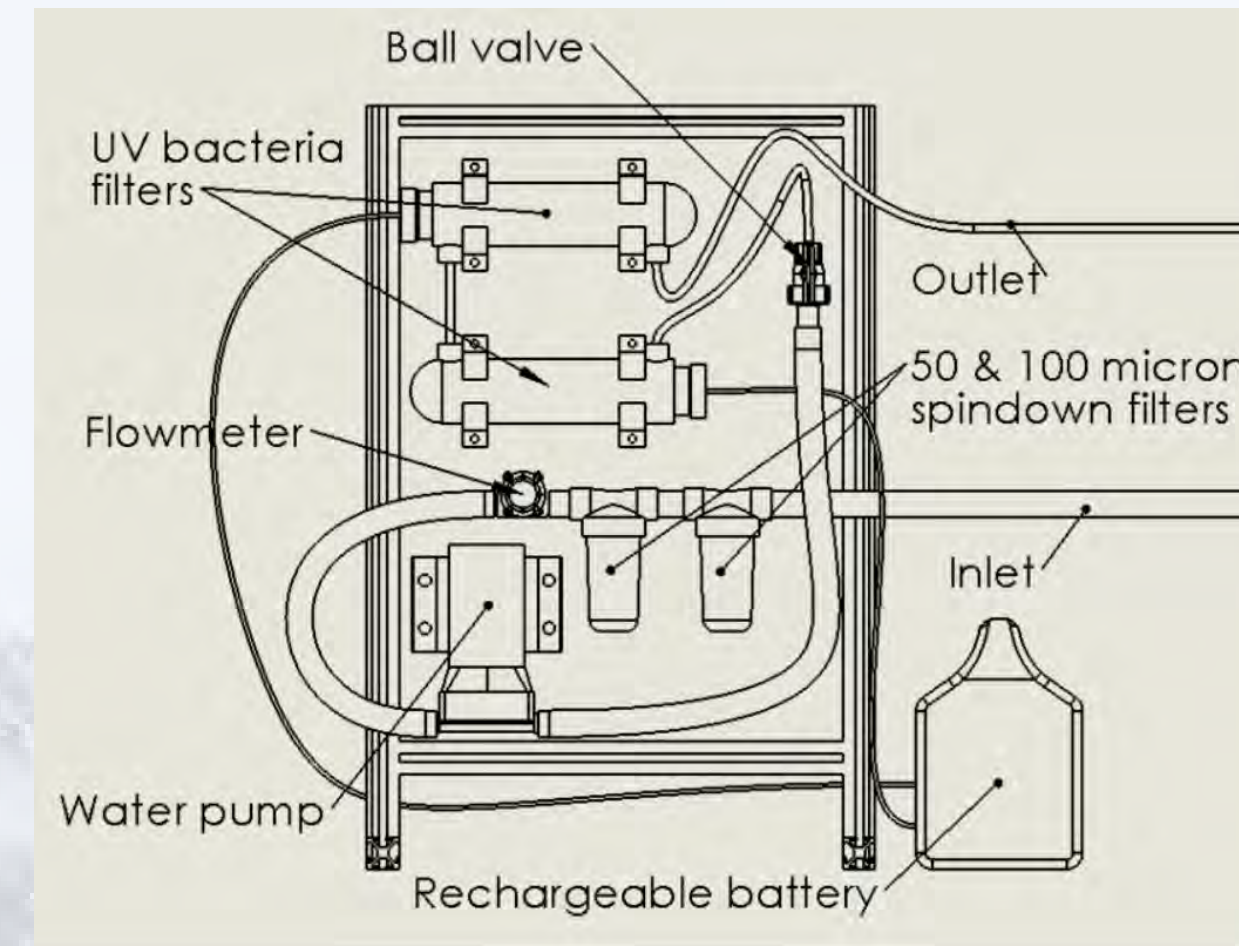 Ball valve
UV bacteria
filters
Outlet
50 & 100 micron
spindown filters
Flowmeter
Inlet
Water pump
Rechargeable battery